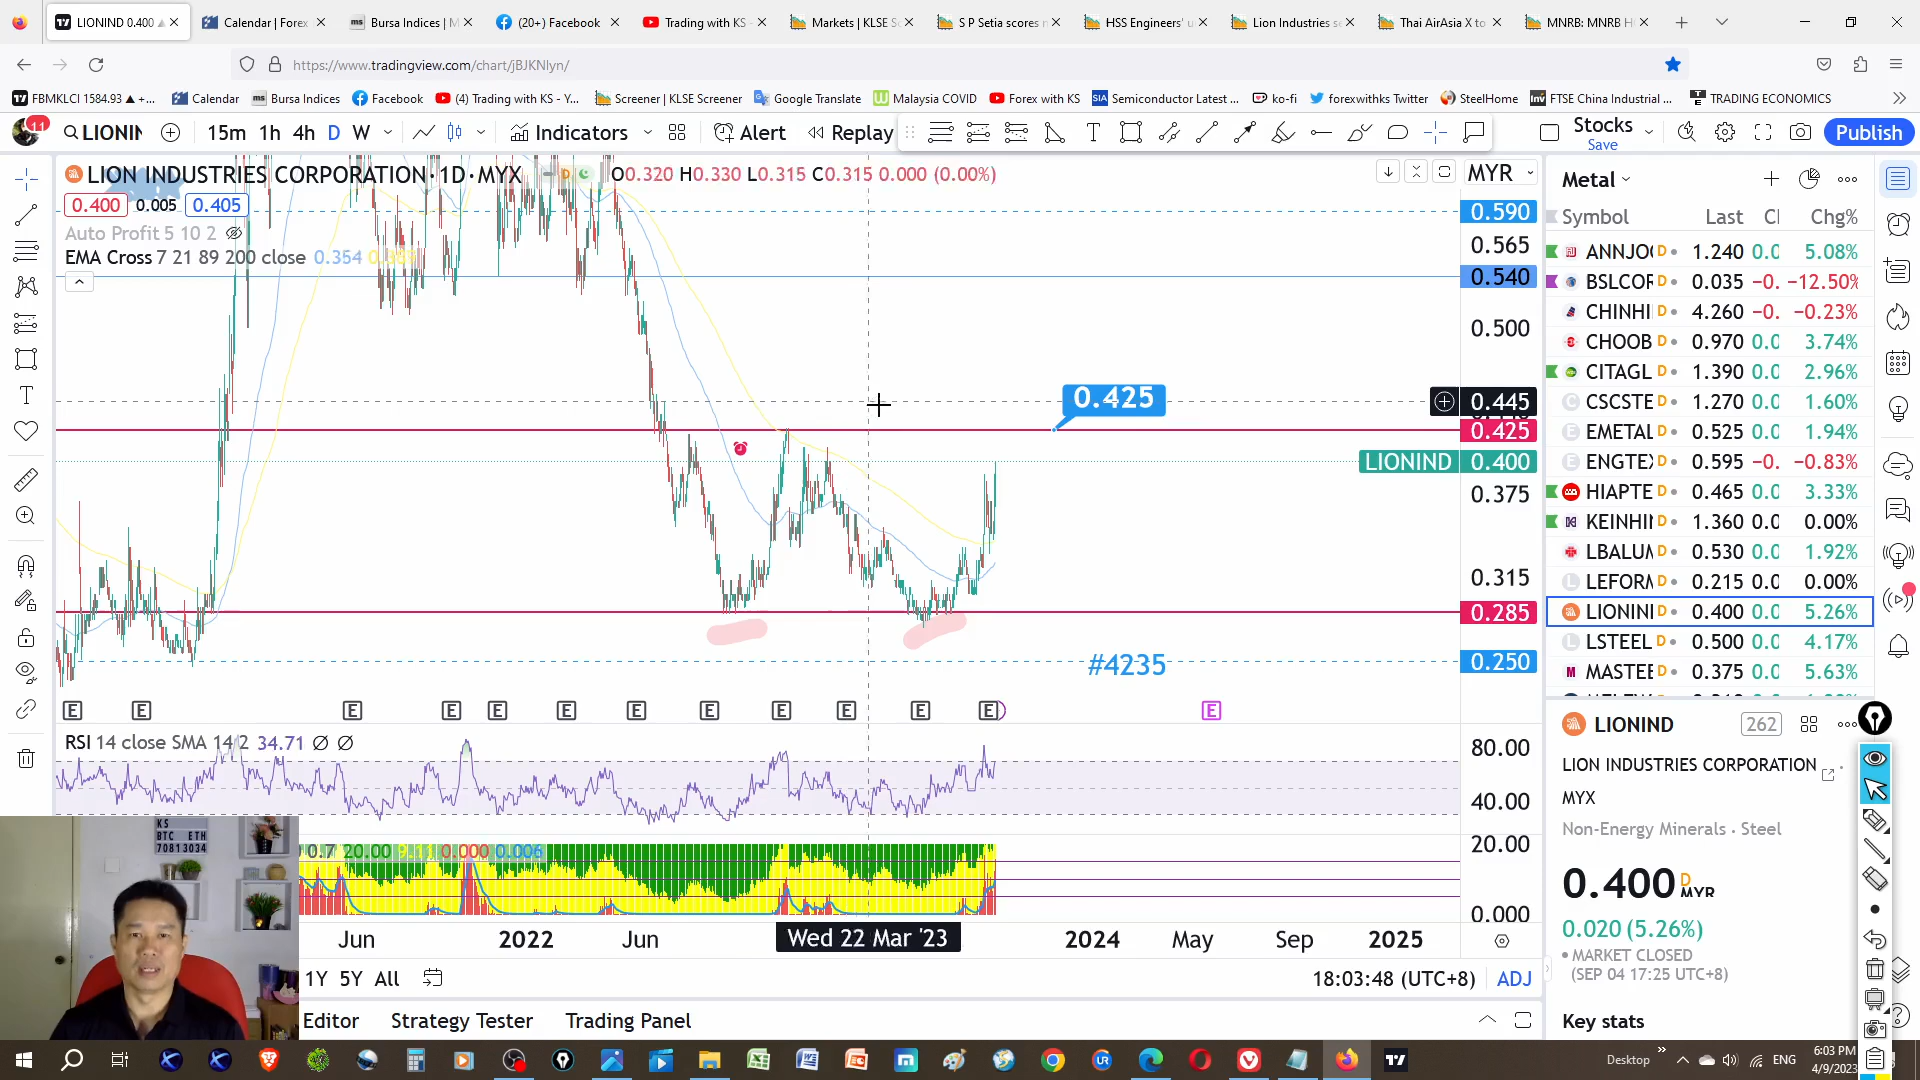 LIONIND 0.400 ▲
Calendar | Forex
Bursa Indices | M
(20+) Facebook
Trading with KS -
Markets | KLSE Sc
S P Setia scores n
HSS Engineers' u
Lion Industries se
Thai AirAsia X to
MNRB: MNRB H
https://www.tradingview.com/chart/jBJKNlyn/
FBMKLCI 1584.93 ▲ +...
Calendar
Bursa Indices
Facebook
(4) Trading with KS - Y...
Screener | KLSE Screener
Google Translate
Malaysia COVID
Forex with KS
Semiconductor Latest ...
ko-fi
forexwithks Twitter
SteelHome
FTSE China Industrial ...
TRADING ECONOMICS
11
LIONIN
15m 1h 4h D W
Indicators
Alert
Replay
Stocks
Save
Publish
LION INDUSTRIES CORPORATION · 1D · MYX
O0.320 H0.330 L0.315 C0.315 0.000 (0.00%)
MYR
0.400 0.005 0.405
Auto Profit 5 10 2
EMA Cross 7 21 89 200 close 0.354
0.590
0.565
0.540
0.500
0.445
0.425
0.425
LIONIND 0.400
0.375
0.315
0.285
0.250
#4235
E E E E E E E E E E E E E
RSI 14 close SMA 14 2 34.71
80.00
40.00
0.7 20.00 9.11 0.000 0.006
20.00
0.000
Jun 2022 Jun Wed 22 Mar '23 2024 May Sep 2025
1Y 5Y All
18:03:48 (UTC+8) ADJ
Editor Strategy Tester Trading Panel
Metal
Symbol Last Cl Chg%
ANNJO D 1.240 0.0 5.08%
BSLCOR D 0.035 −0. −12.50%
CHINHI D 4.260 −0. −0.23%
CHOOB D 0.970 0.0 3.74%
CITAGL D 1.390 0.0 2.96%
CSCSTE D 1.270 0.0 1.60%
EMETAL D 0.525 0.0 1.94%
ENGTEX D 0.595 −0. −0.83%
HIAPTE D 0.465 0.0 3.33%
KEINHIN D 1.360 0.0 0.00%
LBALUM D 0.530 0.0 1.92%
LEFORM D 0.215 0.0 0.00%
LIONINI D 0.400 0.0 5.26%
LSTEEL D 0.500 0.0 4.17%
MASTEE D 0.375 0.0 5.63%
LIONIND 262
LION INDUSTRIES CORPORATION
MYX
Non-Energy Minerals · Steel
0.400 D MYR
0.020 (5.26%)
MARKET CLOSED
(SEP 04 17:25 UTC+8)
Key stats
KS
BTC ETH
70813034
Desktop
ENG
6:03 PM
4/9/2023